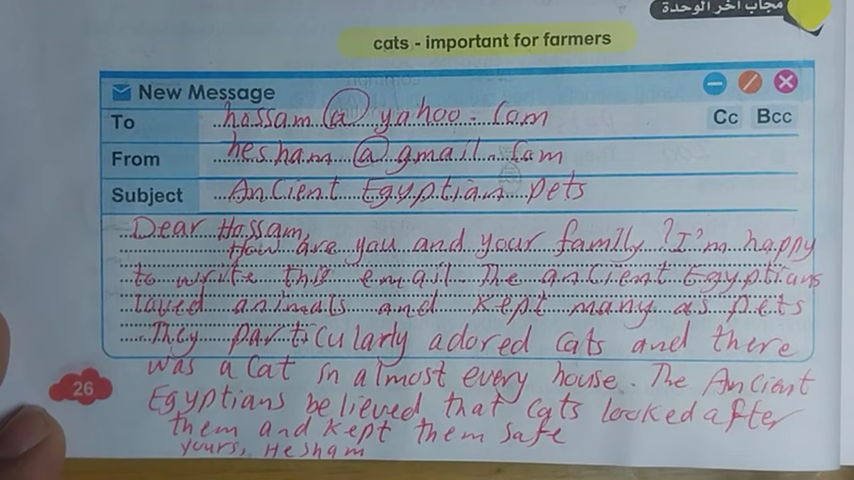 مجاب آخر الوحدة
cats - important for farmers
New Message
To hossam @ yahoo. Com
Cc Bcc
From hesham @ gmail. Com
Subject Ancient Egyptian pets
Dear Hossam,
How are you and your family? I'm happy
to write this email. The ancient Egyptians
loved animals and kept many as pets
They particularly adored cats and there
was a cat in almost every house. The Ancient
Egyptians believed that cats looked after
them and kept them safe
yours, Hesham
26